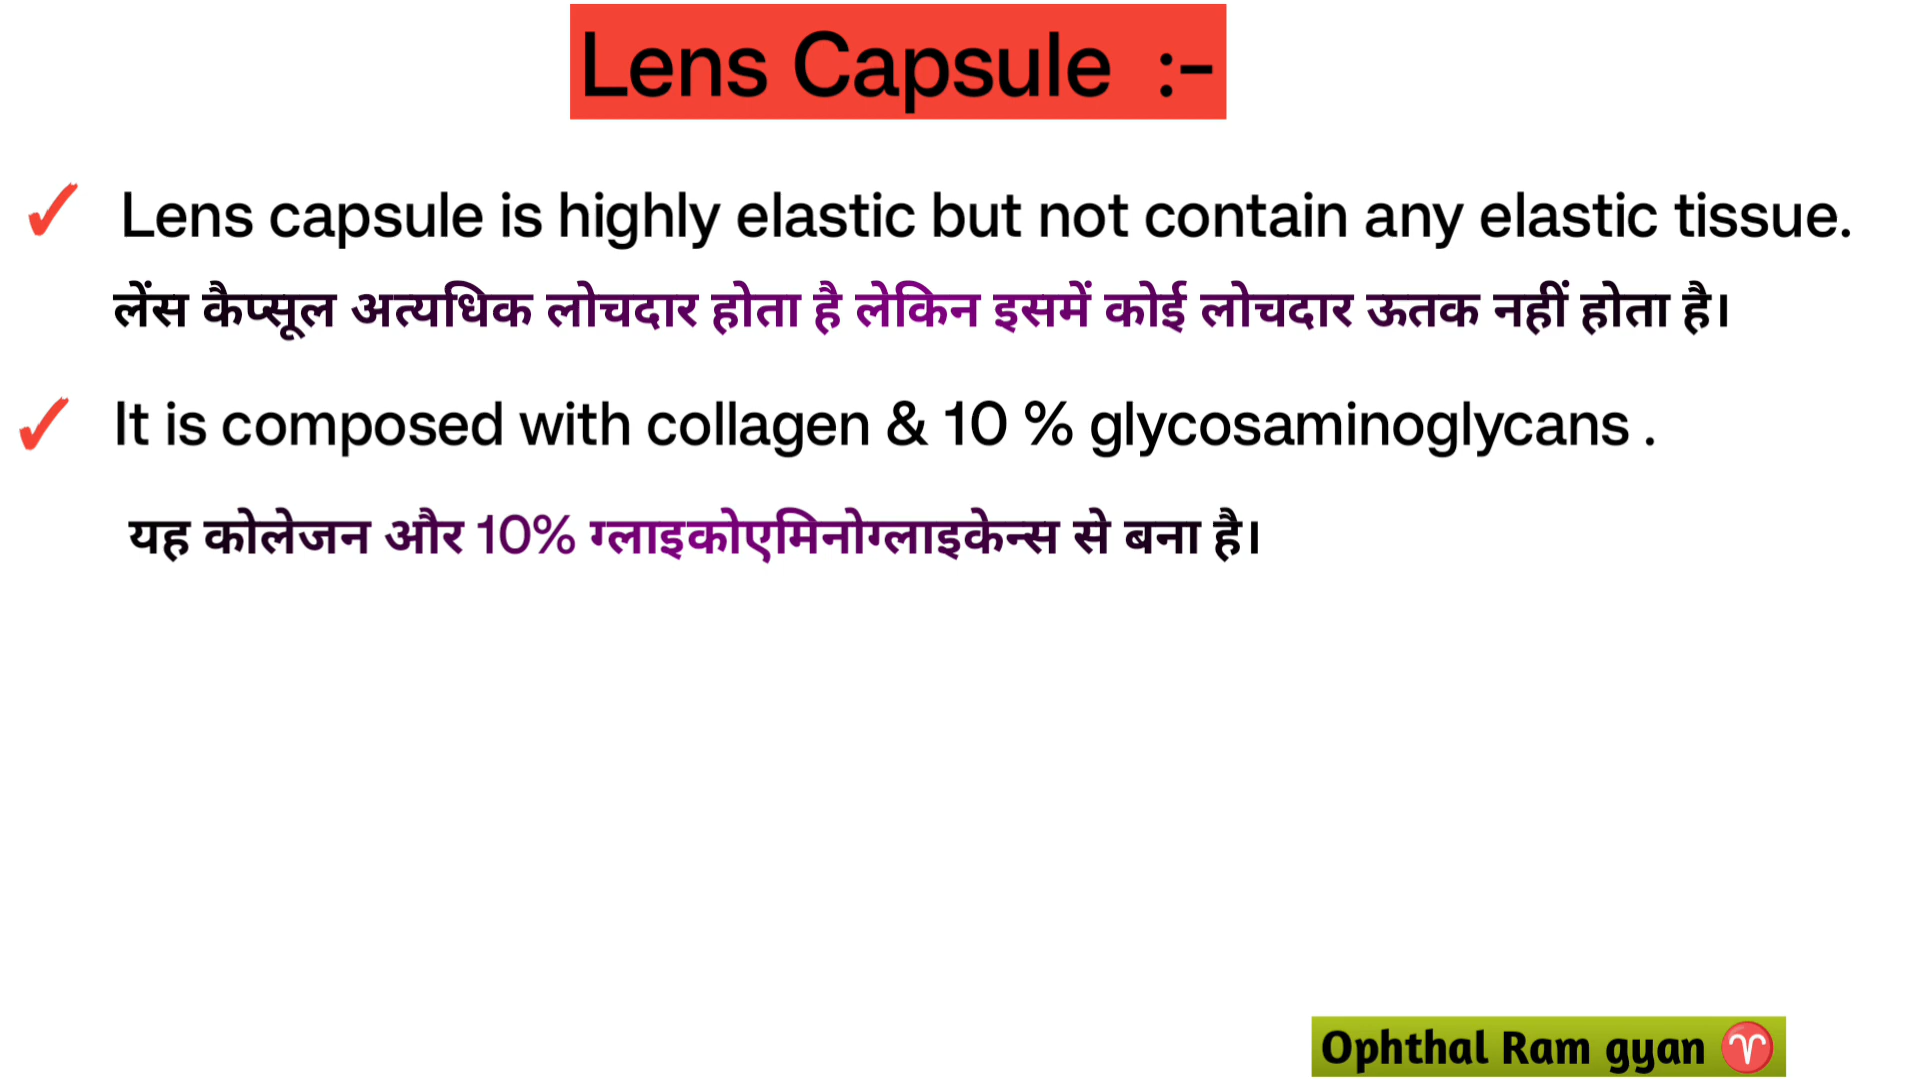 Lens Capsule :-
✓ Lens capsule is highly elastic but not contain any elastic tissue.
लेंस कैप्सूल अत्यधिक लोचदार होता है लेकिन इसमें कोई लोचदार ऊतक नहीं होता है।
✓ It is composed with collagen & 10 % glycosaminoglycans .
यह कोलेजन और 10% ग्लाइकोएमिनोग्लाइकेन्स से बना है।
Ophthal Ram gyan ♈